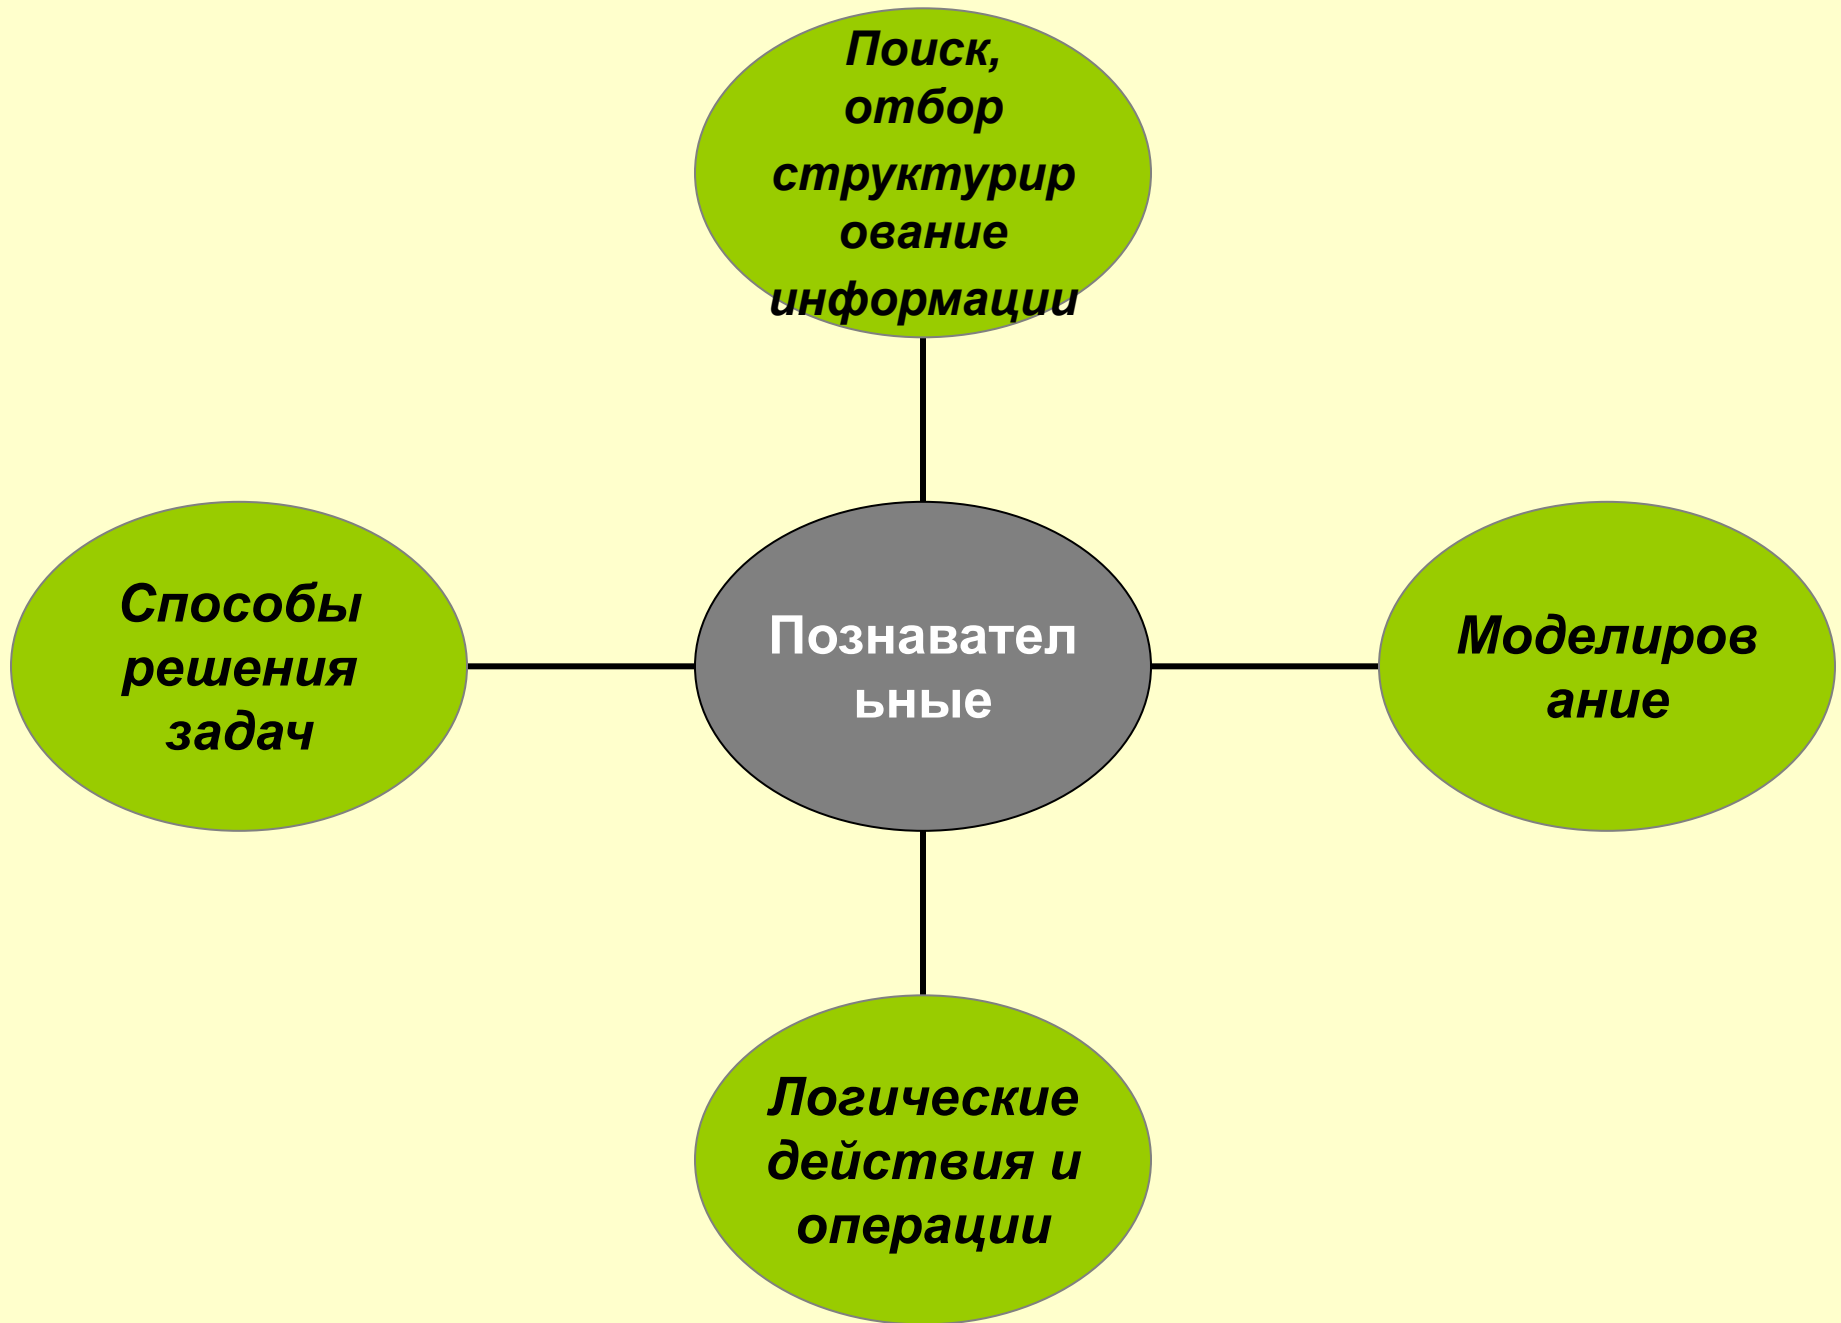 Поиск,
отбор
структурир
ование
информации
Способы
решения
задач
Познавател
ьные
Моделиров
ание
Логические
действия и
операции